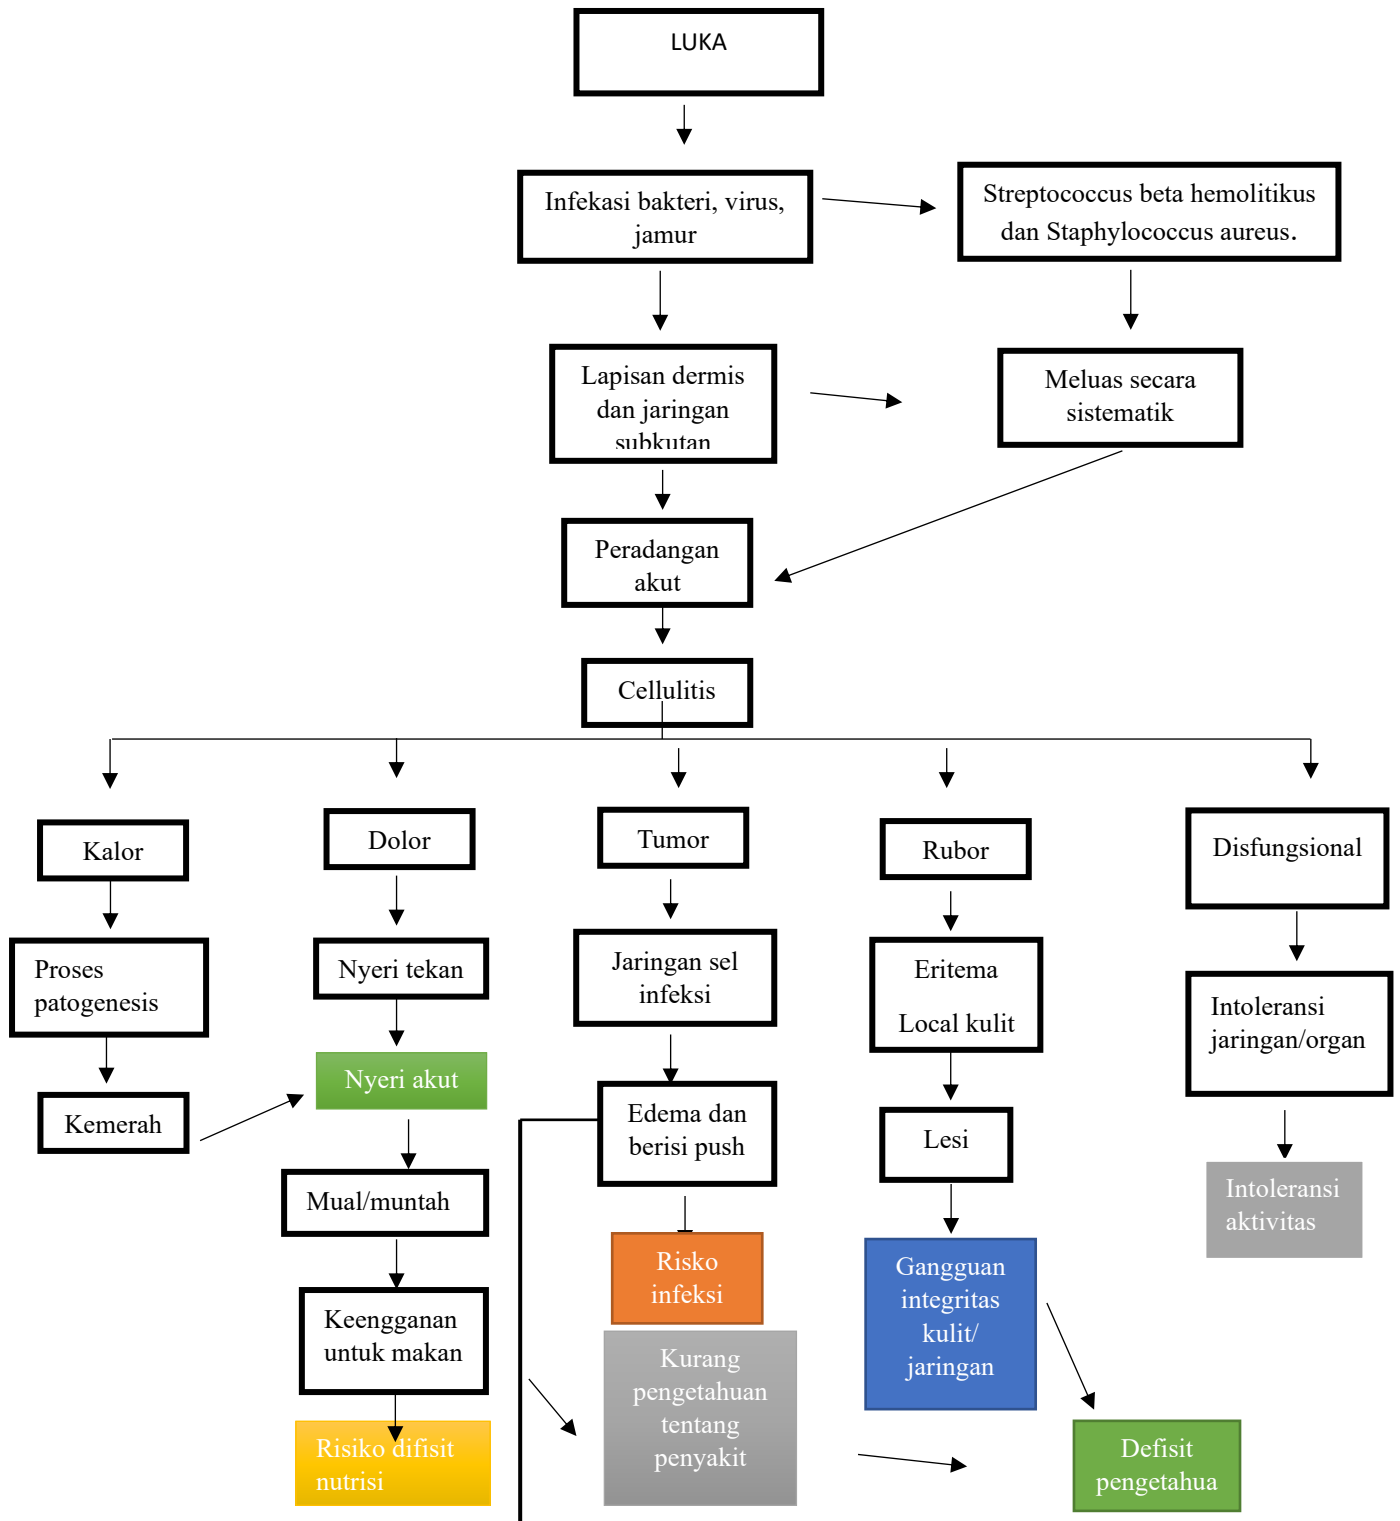 LUKA
Infekasi bakteri, virus,
jamur
Streptococcus beta hemolitikus
dan Staphylococcus aureus.
Lapisan dermis
dan jaringan
subkutan
Meluas secara
sistematik
Peradangan
akut
Cellulitis
Kalor
Dolor
Tumor
Rubor
Disfungsional
Proses
patogenesis
Nyeri tekan
Jaringan sel
infeksi
Eritema
Local kulit
Intoleransi
jaringan/organ
Kemerah
Nyeri akut
Edema dan
berisi push
Lesi
Intoleransi
aktivitas
Mual/muntah
Risko
infeksi
Gangguan
integritas
kulit/
jaringan
Keengganan
untuk makan
Kurang
pengetahuan
tentang
penyakit
Risiko difisit
nutrisi
Defisit
pengetahua